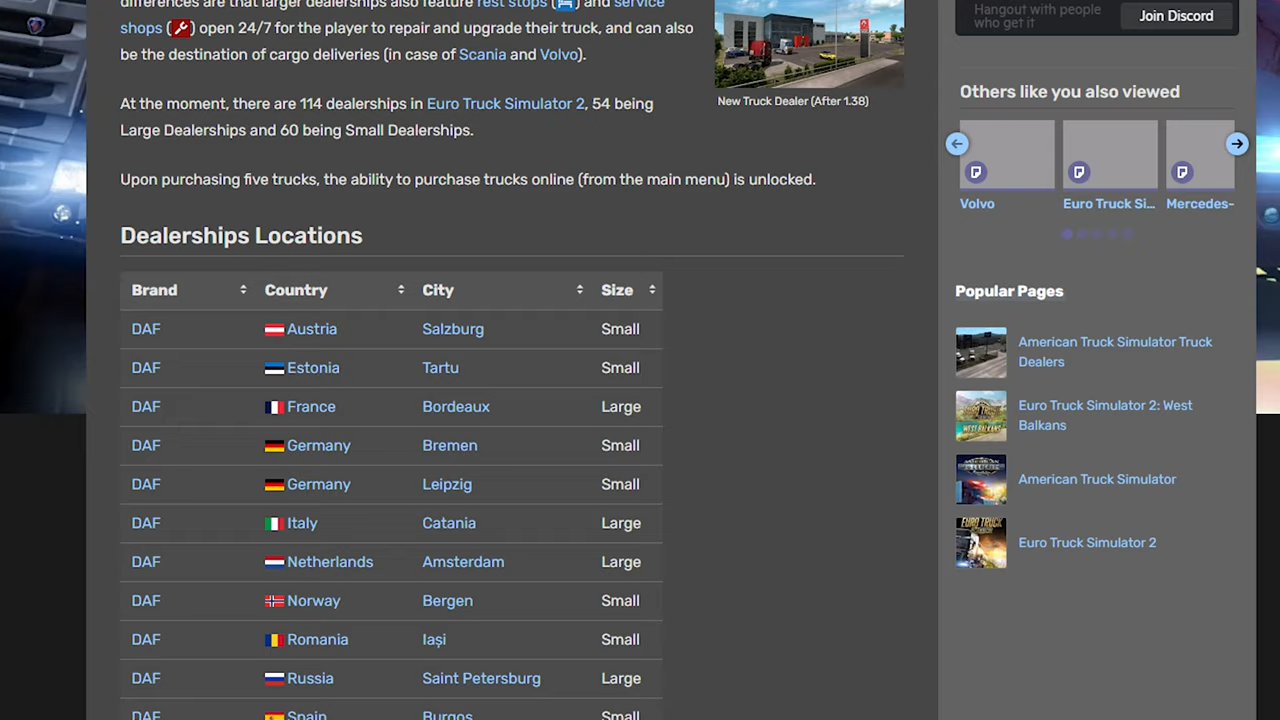 differences are that larger dealerships also feature rest stops () and service
shops () open 24/7 for the player to repair and upgrade their truck, and can also
be the destination of cargo deliveries (in case of Scania and Volvo).
New Truck Dealer (After 1.38)
At the moment, there are 114 dealerships in Euro Truck Simulator 2, 54 being
Large Dealerships and 60 being Small Dealerships.
Upon purchasing five trucks, the ability to purchase trucks online (from the main menu) is unlocked.
Dealerships Locations
Brand Country City Size
DAF Austria Salzburg Small
DAF Estonia Tartu Small
DAF France Bordeaux Large
DAF Germany Bremen Small
DAF Germany Leipzig Small
DAF Italy Catania Large
DAF Netherlands Amsterdam Large
DAF Norway Bergen Small
DAF Romania Iași Small
DAF Russia Saint Petersburg Large
DAF Spain Burgos Small
Hangout with people
who get it
Join Discord
Others like you also viewed
Volvo Euro Truck Si... Mercedes-
Popular Pages
American Truck Simulator Truck
Dealers
Euro Truck Simulator 2: West
Balkans
American Truck Simulator
Euro Truck Simulator 2